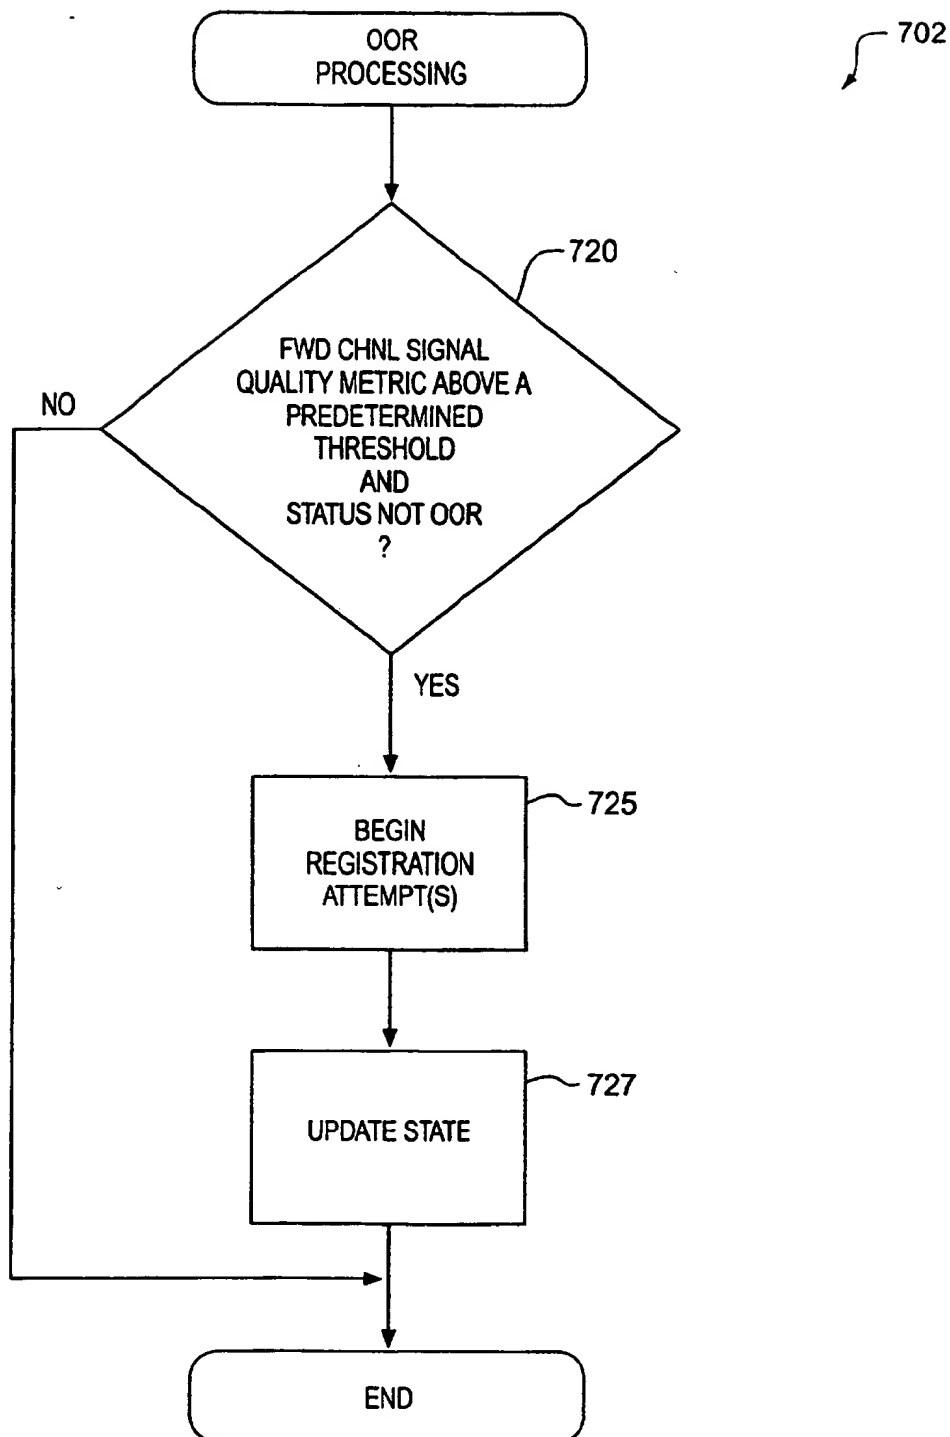 OOR
PROCESSING
702
720
FWD CHNL SIGNAL
QUALITY METRIC ABOVE A
PREDETERMINED
THRESHOLD
AND
STATUS NOT OOR
?
NO
YES
725
BEGIN
REGISTRATION
ATTEMPT(S)
727
UPDATE STATE
END